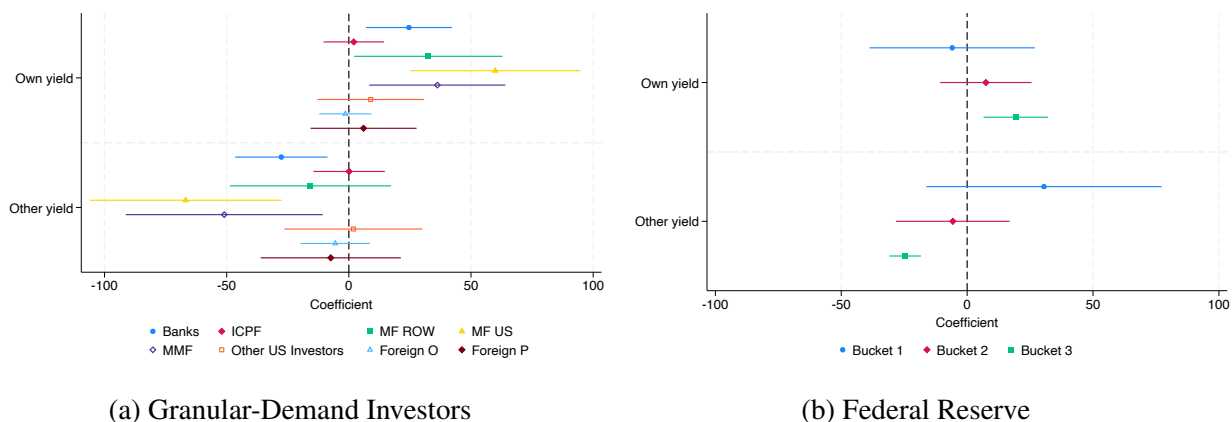 Own yield
Other yield
-100 -50 0 50 100
Coefficient
Banks ICPF MF ROW MF US
MMF Other US Investors Foreign O Foreign P
(a) Granular-Demand Investors
Own yield
Other yield
-100 -50 0 50 100
Coefficient
Bucket 1 Bucket 2 Bucket 3
(b) Federal Reserve